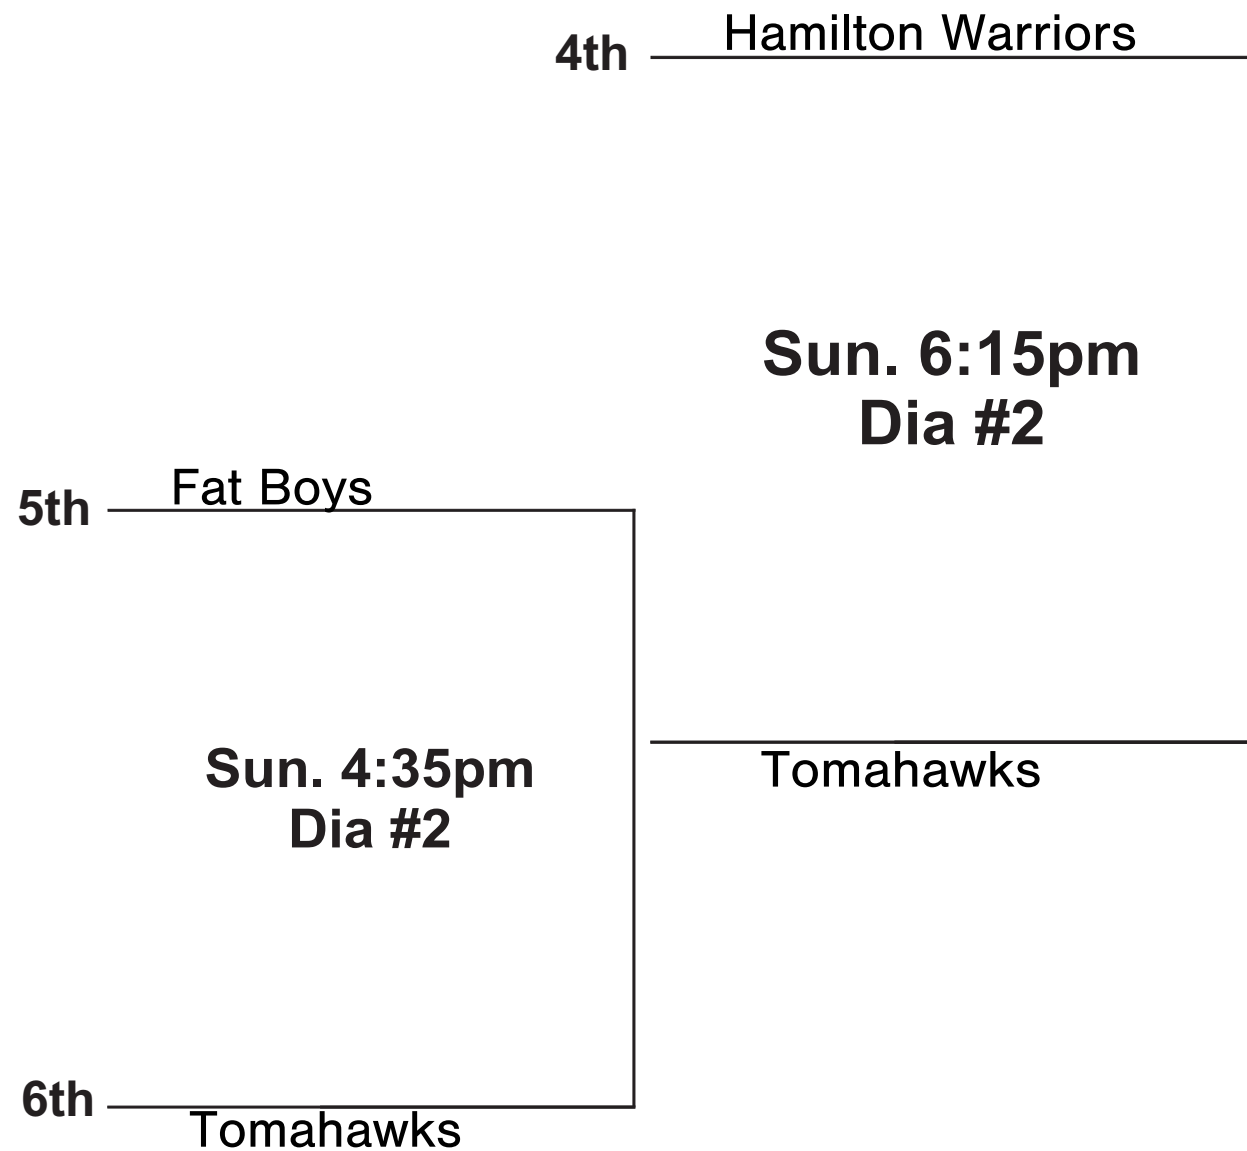 Hamilton Warriors
4th
Sun. 6:15pm
Dia #2
Fat Boys
5th
Sun. 4:35pm
Dia #2
Tomahawks
6th
Tomahawks